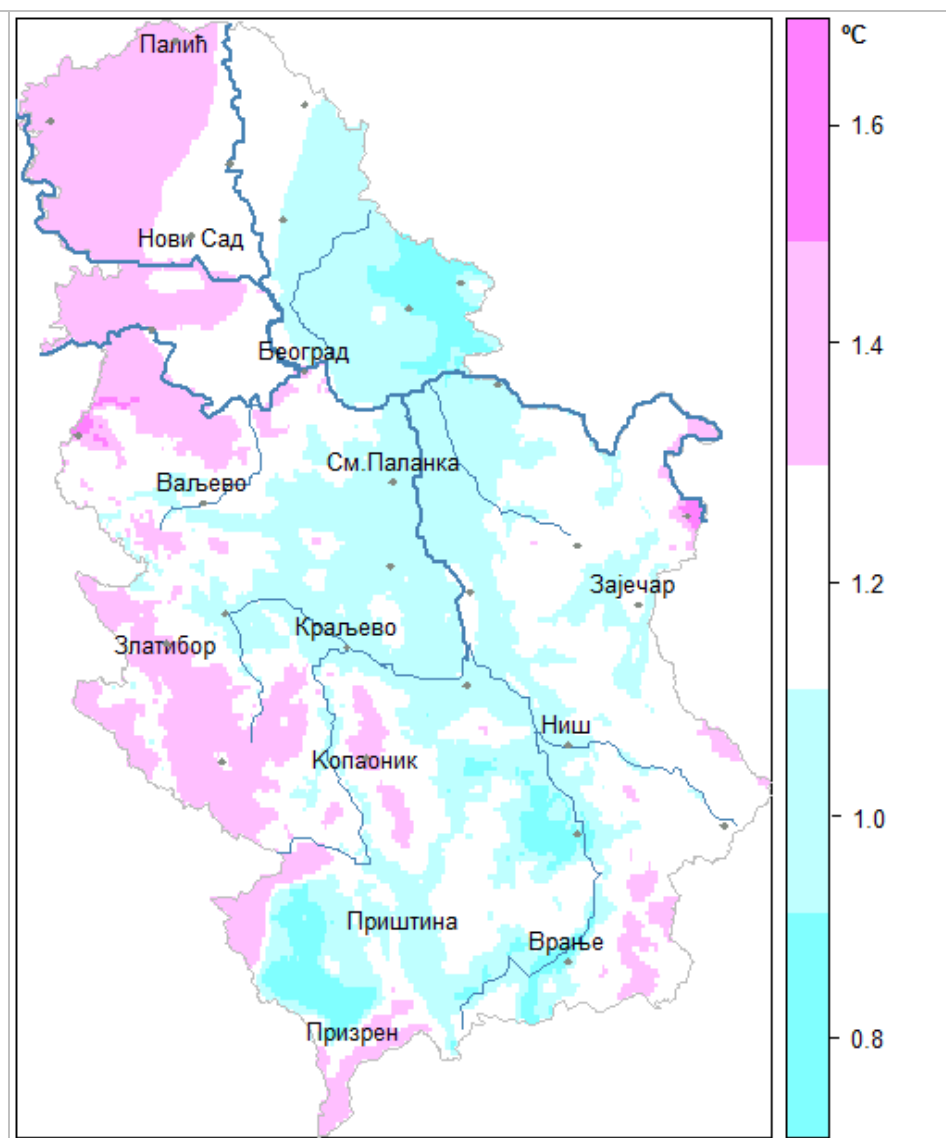 Палић
Нови Сад
Београд
См.Паланка
Ваљево
Зајечар
Краљево
Златибор
Ниш
Копаоник
Приштина
Врање
Призрен
ºC
1.6
1.4
1.2
1.0
0.8